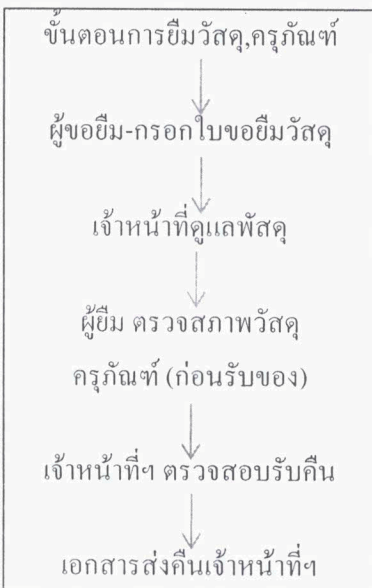 ขั้นตอนการยืมวัสดุ,ครุภัณฑ์
ผู้ขอยืม-กรอกใบขอยืมวัสดุ
เจ้าหน้าที่ดูแลพัสดุ
ผู้ยืม ตรวจสภาพวัสดุ
ครุภัณฑ์ (ก่อนรับของ)
เจ้าหน้าที่ฯ ตรวจสอบรับคืน
เอกสารส่งคืนเจ้าหน้าที่ฯ